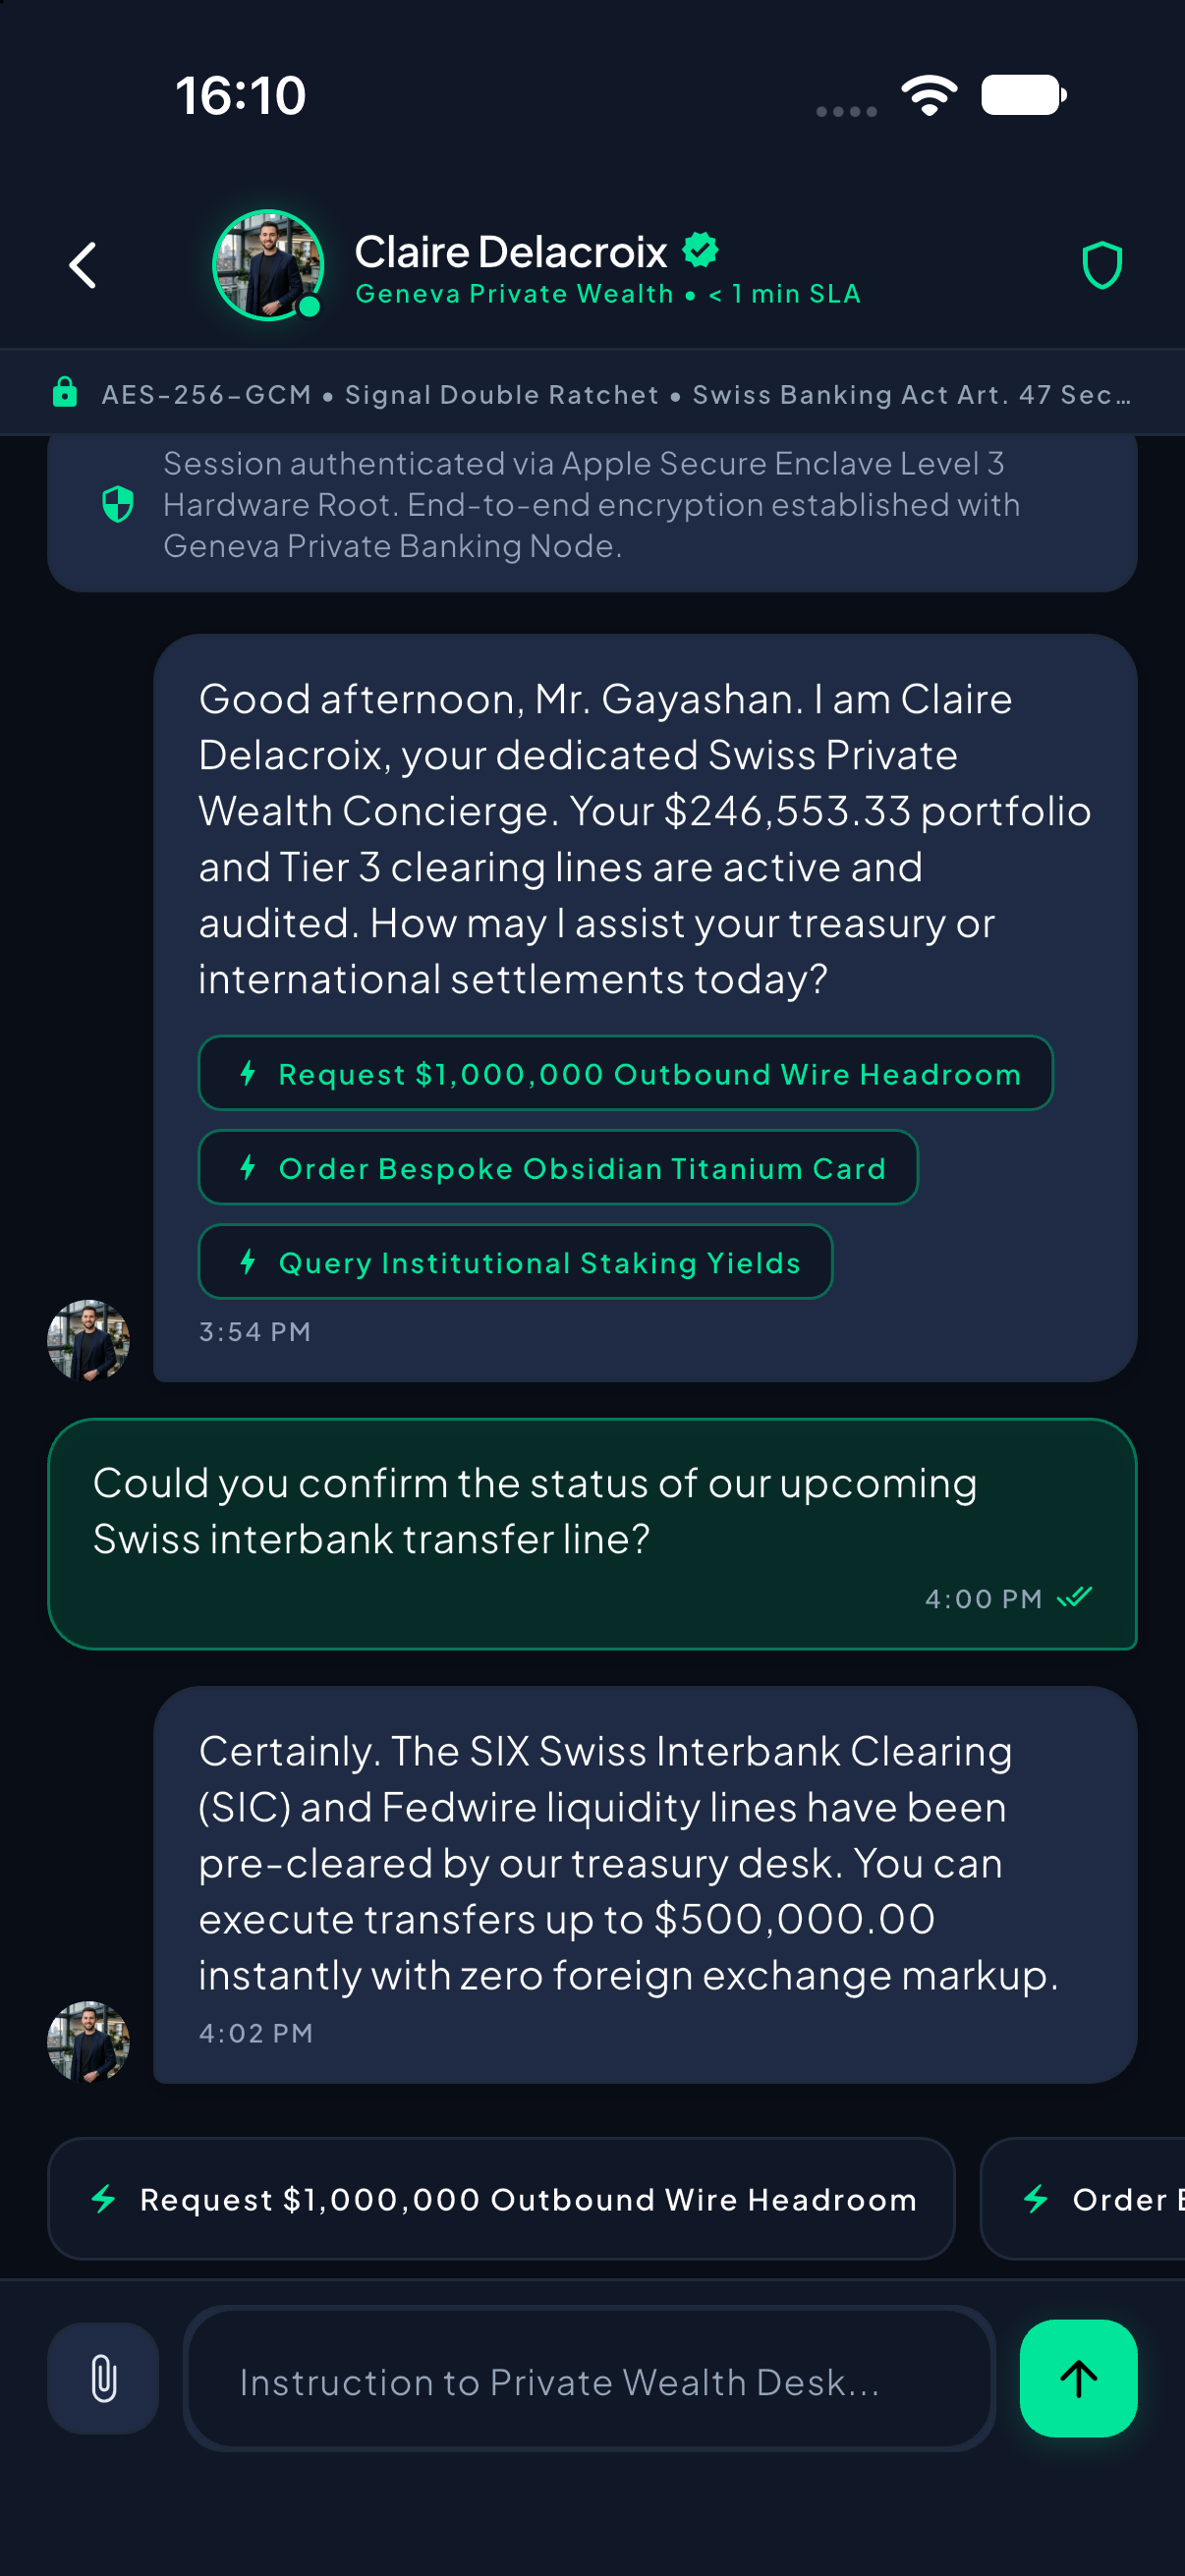 16:10
Claire Delacroix
Geneva Private Wealth • < 1 min SLA
AES-256-GCM • Signal Double Ratchet • Swiss Banking Act Art. 47 Sec…
Session authenticated via Apple Secure Enclave Level 3
Hardware Root. End-to-end encryption established with
Geneva Private Banking Node.
Good afternoon, Mr. Gayashan. I am Claire
Delacroix, your dedicated Swiss Private
Wealth Concierge. Your $246,553.33 portfolio
and Tier 3 clearing lines are active and
audited. How may I assist your treasury or
international settlements today?
Request $1,000,000 Outbound Wire Headroom
Order Bespoke Obsidian Titanium Card
Query Institutional Staking Yields
3:54 PM
Could you confirm the status of our upcoming
Swiss interbank transfer line?
4:00 PM
Certainly. The SIX Swiss Interbank Clearing
(SIC) and Fedwire liquidity lines have been
pre-cleared by our treasury desk. You can
execute transfers up to $500,000.00
instantly with zero foreign exchange markup.
4:02 PM
Request $1,000,000 Outbound Wire Headroom
Order
Instruction to Private Wealth Desk...